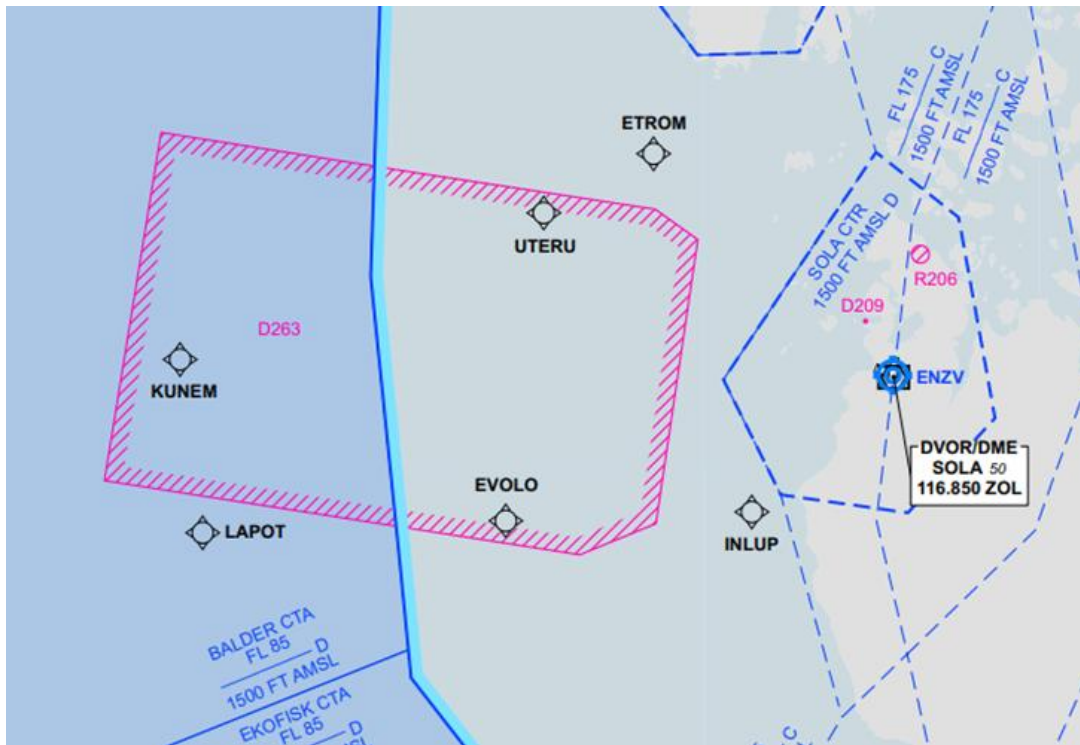 ETROM
UTERU
FL 175
C
1500 FT AMSL
FL 175
C
1500 FT AMSL
SOLA CTR
1500 FT AMSL D
R206
D209
D263
KUNEM
ENZV
DVOR/DME
SOLA 50
116.850 ZOL
EVOLO
LAPOT
INLUP
BALDER CTA
FL 85
D
1500 FT AMSL
EKOFISK CTA
FL 85
D
C